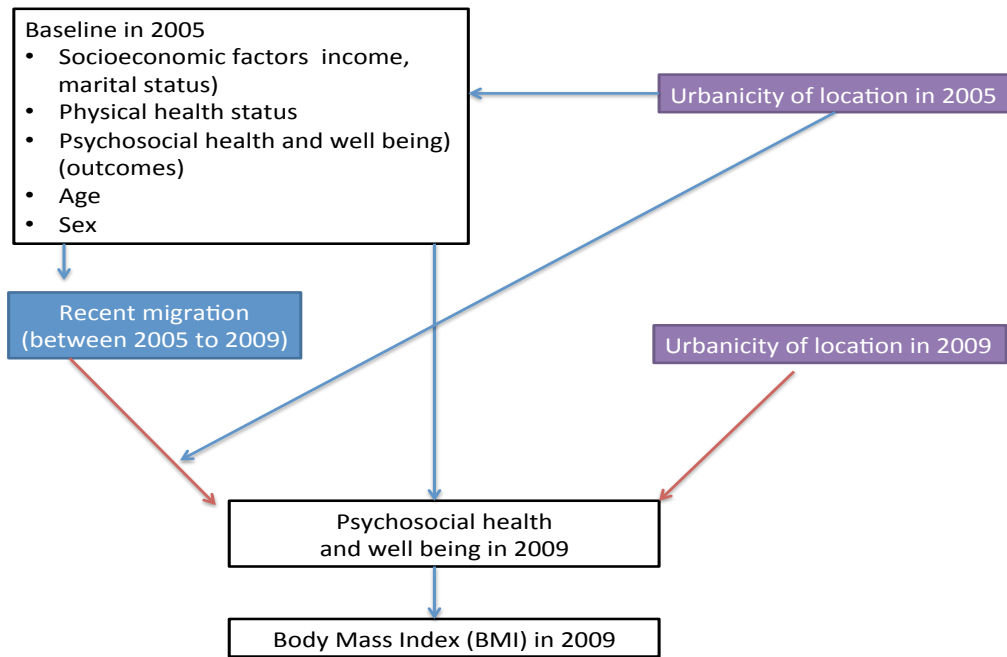 Baseline in 2005
• Socioeconomic factors income,
marital status)
• Physical health status
• Psychosocial health and well being)
(outcomes)
• Age
• Sex
Urbanicity of location in 2005
Recent migration
(between 2005 to 2009)
Urbanicity of location in 2009
Psychosocial health
and well being in 2009
Body Mass Index (BMI) in 2009